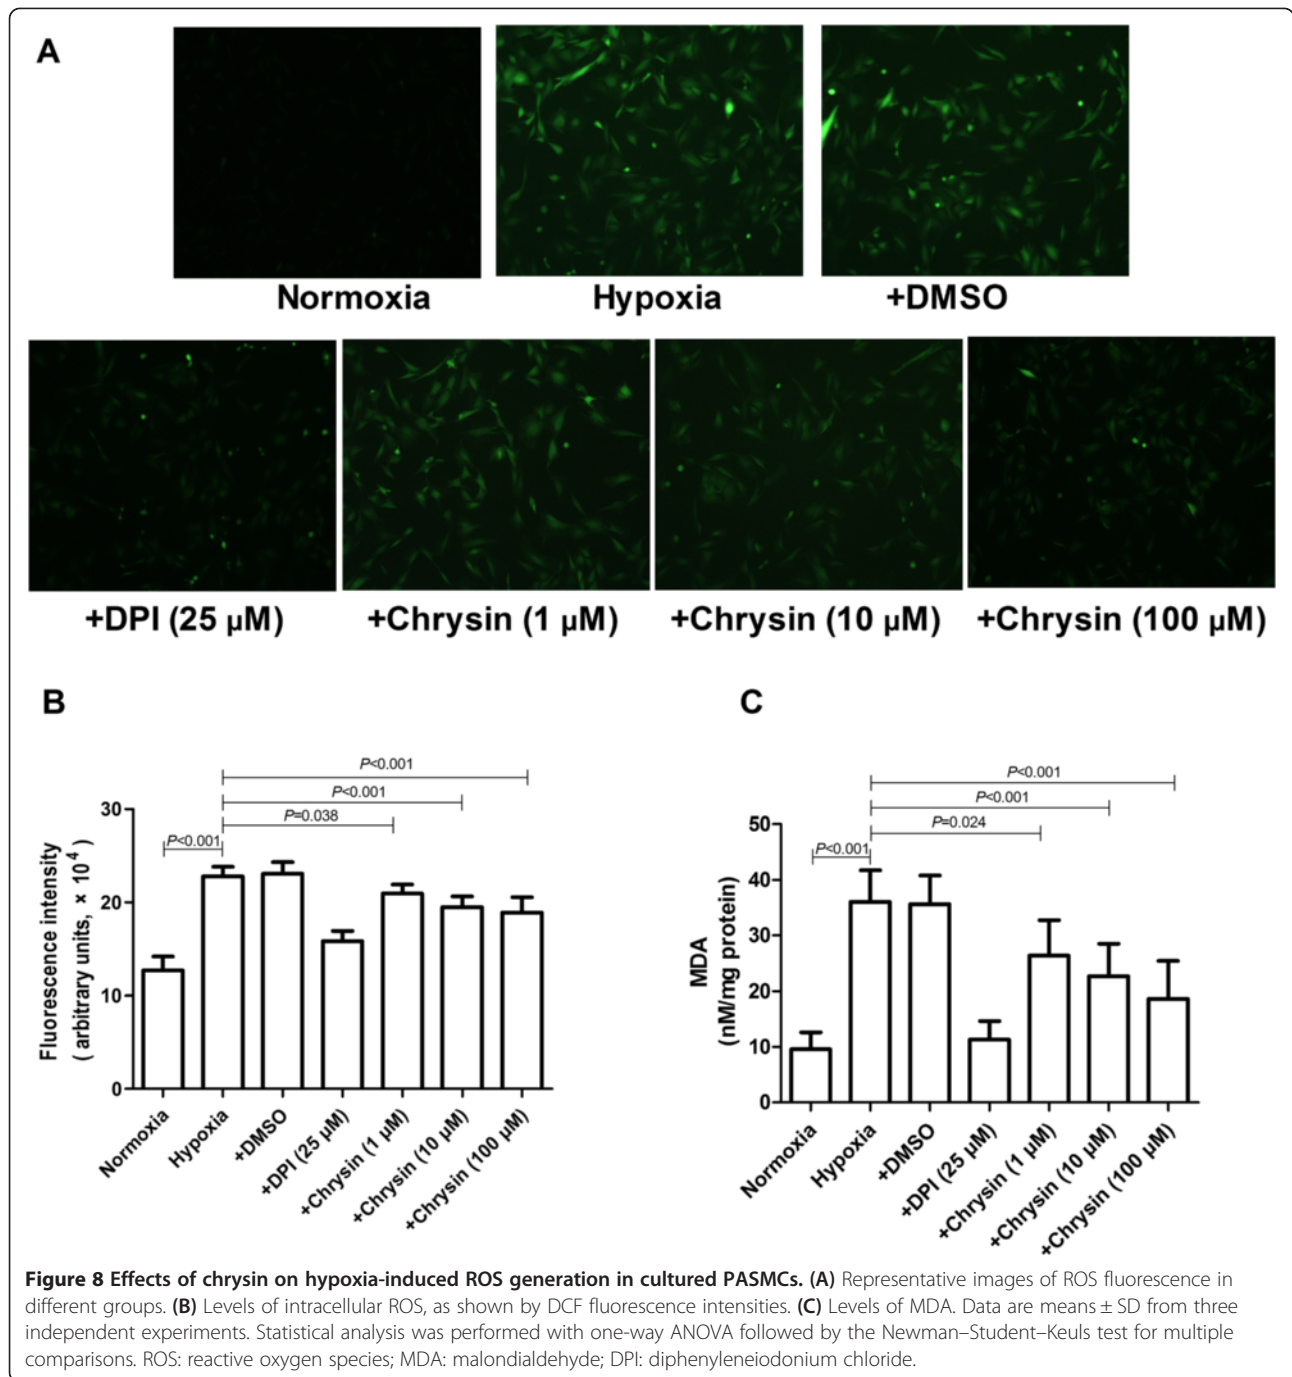 A
Normoxia
Hypoxia
+DMSO
+DPI (25 µM)
+Chrysin (1 µM)
+Chrysin (10 µM)
+Chrysin (100 µM)
B
P<0.001
P<0.001
P=0.038
P<0.001
30
20
10
0
Fluorescence intensity
( arbitrary units, × 10⁴ )
Normoxia
Hypoxia
+DMSO
+DPI (25 µM)
+Chrysin (1 µM)
+Chrysin (10 µM)
+Chrysin (100 µM)
C
P<0.001
P<0.001
P=0.024
P<0.001
50
40
30
20
10
0
MDA
(nM/mg protein)
Normoxia
Hypoxia
+DMSO
+DPI (25 µM)
+Chrysin (1 µM)
+Chrysin (10 µM)
+Chrysin (100 µM)
Figure 8 Effects of chrysin on hypoxia-induced ROS generation in cultured PASMCs. (A) Representative images of ROS fluorescence in
different groups. (B) Levels of intracellular ROS, as shown by DCF fluorescence intensities. (C) Levels of MDA. Data are means ± SD from three
independent experiments. Statistical analysis was performed with one-way ANOVA followed by the Newman–Student–Keuls test for multiple
comparisons. ROS: reactive oxygen species; MDA: malondialdehyde; DPI: diphenyleneiodonium chloride.